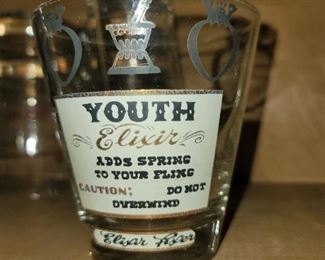 YOUTH
Elixir
ADDS SPRING
TO YOUR FLING
CAUTION: DO NOT
OVERWIND